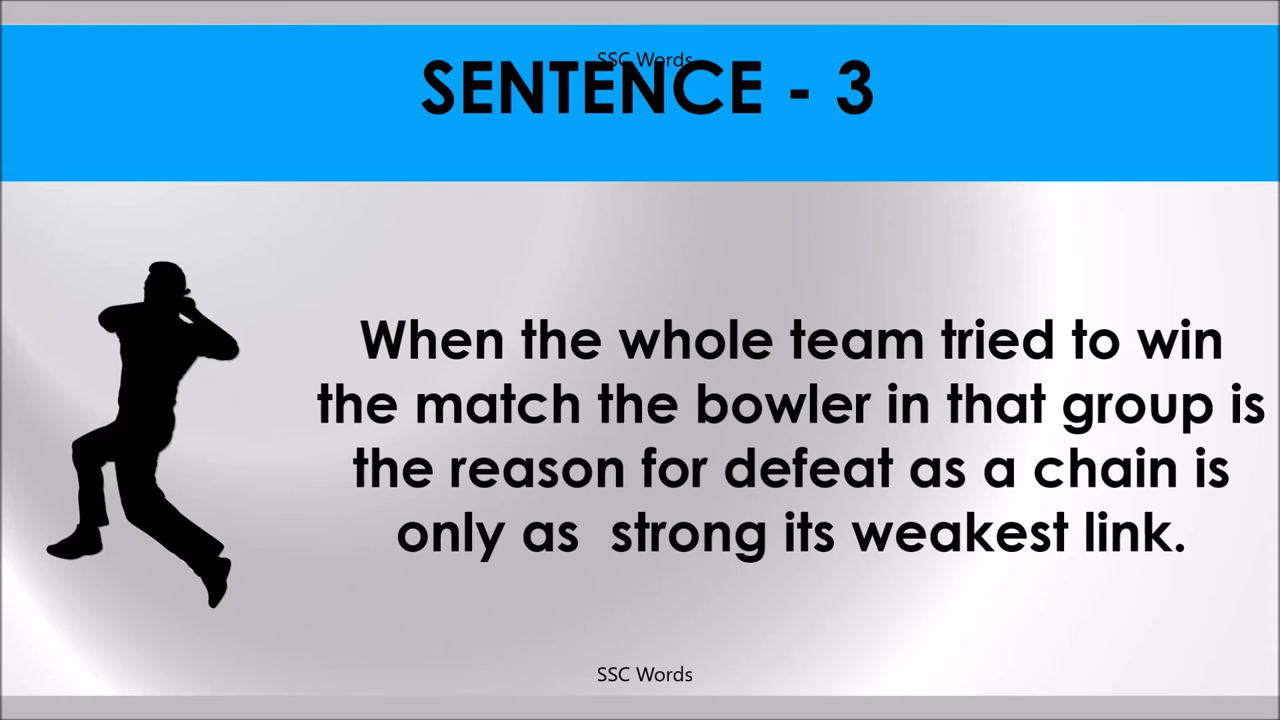 SSC Words
SENTENCE - 3
When the whole team tried to win
the match the bowler in that group is
the reason for defeat as a chain is
only as  strong its weakest link.
SSC Words